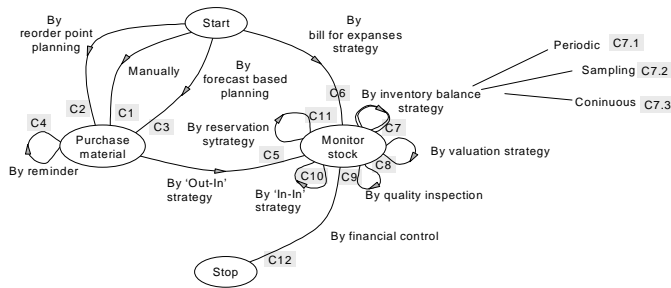 Start
By
reorder point
planning
Manually
By
forecast based
planning
By
bill for expanses
strategy
Periodic
C7.1
Sampling
C7.2
Coninuous
C7.3
C2
C1
C3
C4
Purchase
material
By reminder
C6
By inventory balance
strategy
C11
By reservation
sytrategy
C7
Monitor
stock
C5
C8
By valuation strategy
C10
C9
By 'Out-In'
strategy
By 'In-In'
strategy
By quality inspection
By financial control
C12
Stop